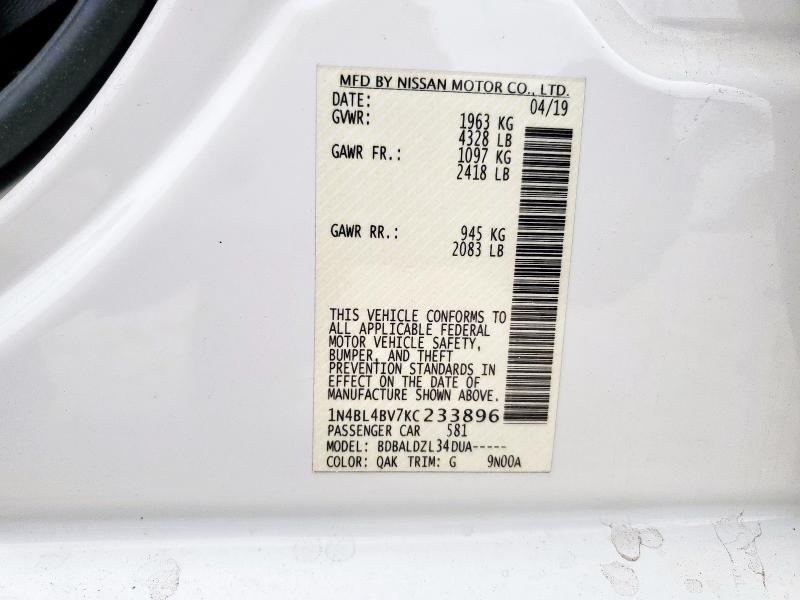 MFD BY NISSAN MOTOR CO., LTD.
DATE: 04/19
GVWR: 1963 KG
4328 LB
GAWR FR.: 1097 KG
2418 LB
GAWR RR.: 945 KG
2083 LB
THIS VEHICLE CONFORMS TO
ALL APPLICABLE FEDERAL
MOTOR VEHICLE SAFETY,
BUMPER, AND THEFT
PREVENTION STANDARDS IN
EFFECT ON THE DATE OF
MANUFACTURE SHOWN ABOVE.
1N4BL4BV7KC233896
PASSENGER CAR 581
MODEL: BDBALDZL34DUA-----
COLOR: QAK TRIM: G 9N00A